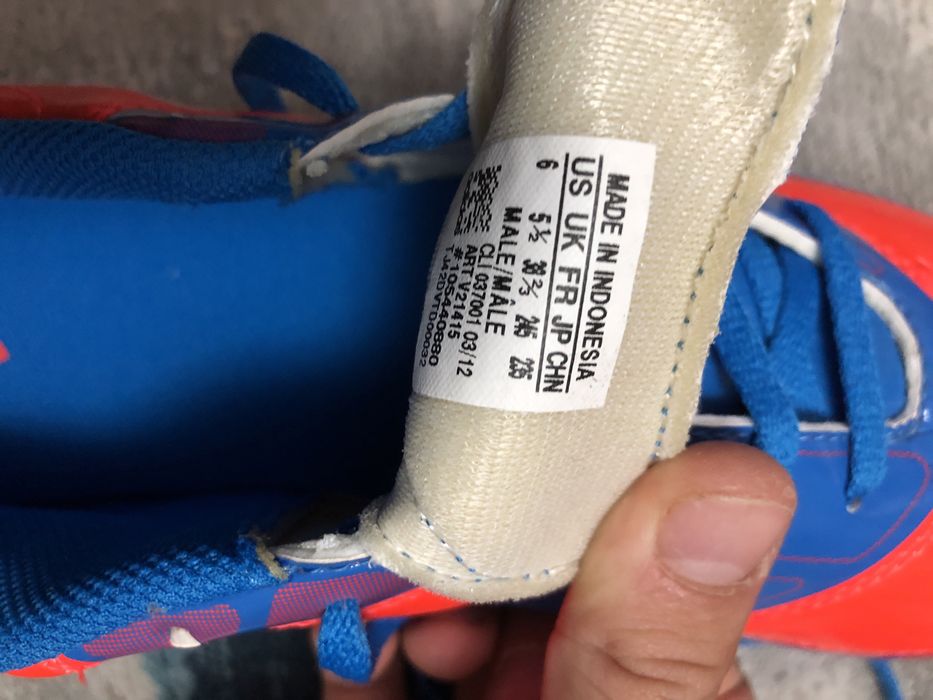 MADE IN INDONESIA
US UK FR JP CHN
6 5½ 38⅔ 245 235
MALE/MÂLE
CLI 037001 03/12
ART V21415